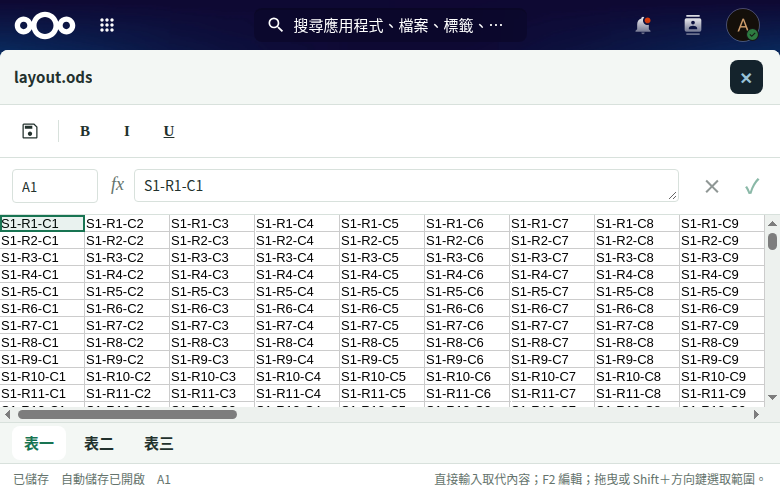 搜尋應用程式、檔案、標籤、…
A
layout.ods
B I U
A1 fx S1-R1-C1
S1-R1-C1 S1-R1-C2 S1-R1-C3 S1-R1-C4 S1-R1-C5 S1-R1-C6 S1-R1-C7 S1-R1-C8 S1-R1-C9
S1-R2-C1 S1-R2-C2 S1-R2-C3 S1-R2-C4 S1-R2-C5 S1-R2-C6 S1-R2-C7 S1-R2-C8 S1-R2-C9
S1-R3-C1 S1-R3-C2 S1-R3-C3 S1-R3-C4 S1-R3-C5 S1-R3-C6 S1-R3-C7 S1-R3-C8 S1-R3-C9
S1-R4-C1 S1-R4-C2 S1-R4-C3 S1-R4-C4 S1-R4-C5 S1-R4-C6 S1-R4-C7 S1-R4-C8 S1-R4-C9
S1-R5-C1 S1-R5-C2 S1-R5-C3 S1-R5-C4 S1-R5-C5 S1-R5-C6 S1-R5-C7 S1-R5-C8 S1-R5-C9
S1-R6-C1 S1-R6-C2 S1-R6-C3 S1-R6-C4 S1-R6-C5 S1-R6-C6 S1-R6-C7 S1-R6-C8 S1-R6-C9
S1-R7-C1 S1-R7-C2 S1-R7-C3 S1-R7-C4 S1-R7-C5 S1-R7-C6 S1-R7-C7 S1-R7-C8 S1-R7-C9
S1-R8-C1 S1-R8-C2 S1-R8-C3 S1-R8-C4 S1-R8-C5 S1-R8-C6 S1-R8-C7 S1-R8-C8 S1-R8-C9
S1-R9-C1 S1-R9-C2 S1-R9-C3 S1-R9-C4 S1-R9-C5 S1-R9-C6 S1-R9-C7 S1-R9-C8 S1-R9-C9
S1-R10-C1 S1-R10-C2 S1-R10-C3 S1-R10-C4 S1-R10-C5 S1-R10-C6 S1-R10-C7 S1-R10-C8 S1-R10-C9
S1-R11-C1 S1-R11-C2 S1-R11-C3 S1-R11-C4 S1-R11-C5 S1-R11-C6 S1-R11-C7 S1-R11-C8 S1-R11-C9
表一 表二 表三
已儲存 自動儲存已開啟 A1 直接輸入取代內容；F2 編輯；拖曳或 Shift＋方向鍵選取範圍。